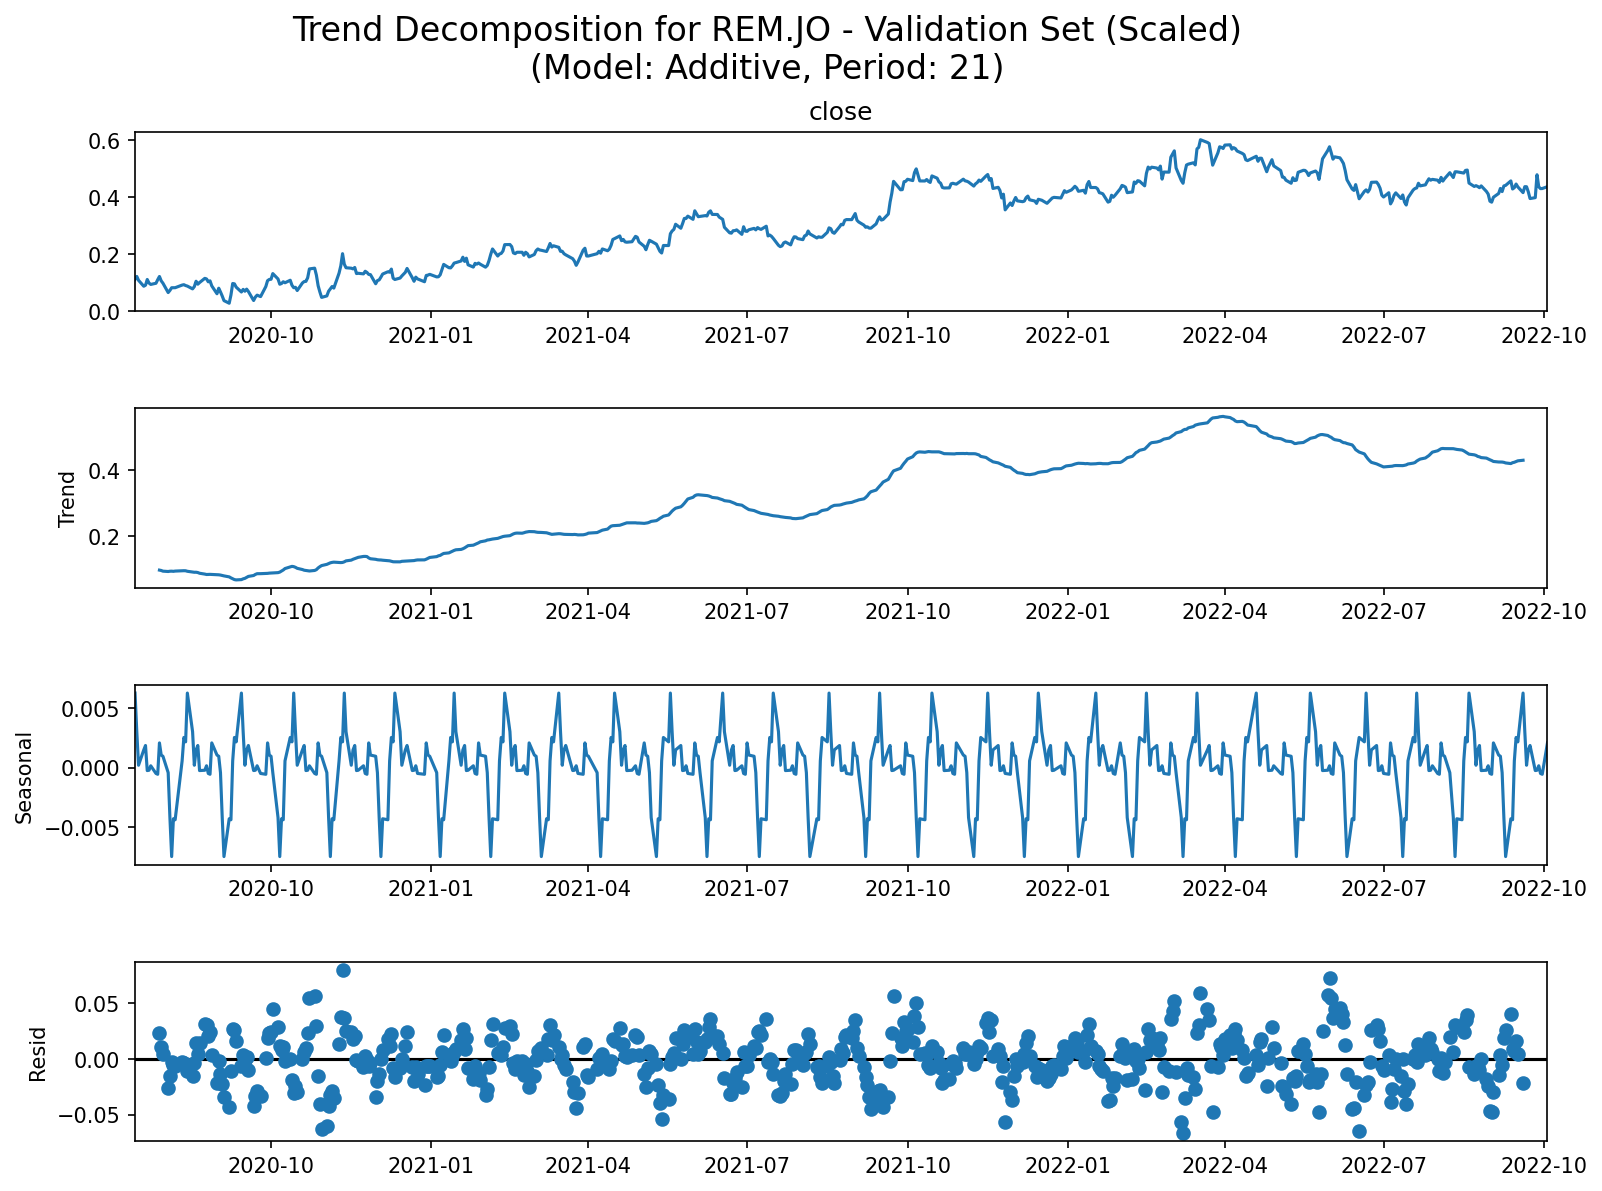 Trend Decomposition for REM.JO - Validation Set (Scaled)
(Model: Additive, Period: 21)
close
0.6
0.4
0.2
0.0
2020-10 2021-01 2021-04 2021-07 2021-10 2022-01 2022-04 2022-07 2022-10
Trend
0.4
0.2
2020-10 2021-01 2021-04 2021-07 2021-10 2022-01 2022-04 2022-07 2022-10
Seasonal
0.005
0.000
−0.005
2020-10 2021-01 2021-04 2021-07 2021-10 2022-01 2022-04 2022-07 2022-10
Resid
0.05
0.00
−0.05
2020-10 2021-01 2021-04 2021-07 2021-10 2022-01 2022-04 2022-07 2022-10